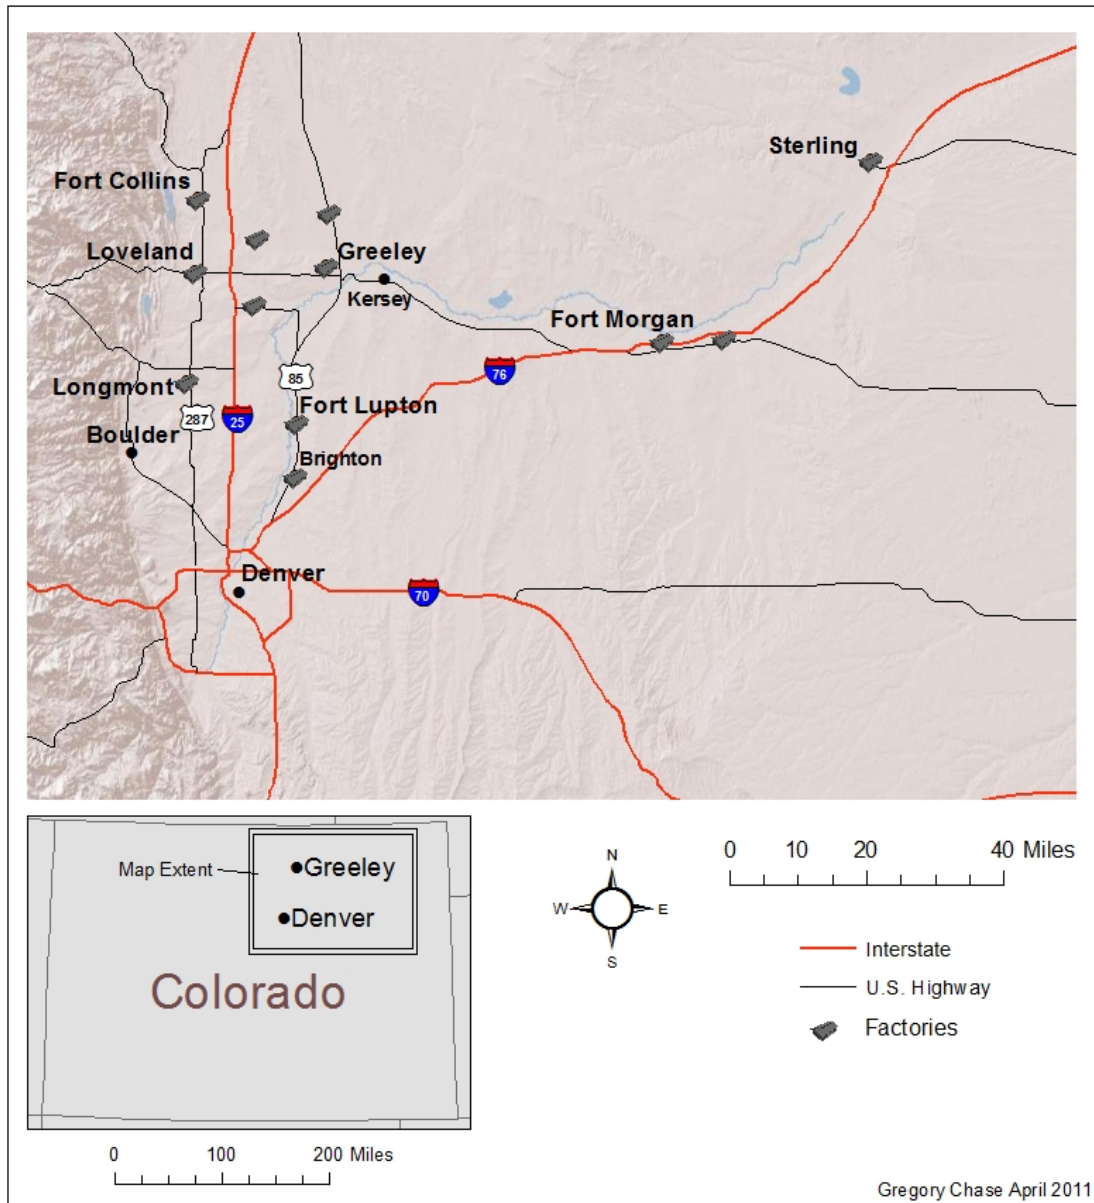 Sterling
Fort Collins
Loveland
Greeley
Kersey
Fort Morgan
76
85
Longmont
287
25
Fort Lupton
Boulder
Brighton
Denver
70
Map Extent
Greeley
Denver
Colorado
0 100 200 Miles
N
W E
S
0 10 20 40 Miles
Interstate
U.S. Highway
Factories
Gregory Chase April 2011